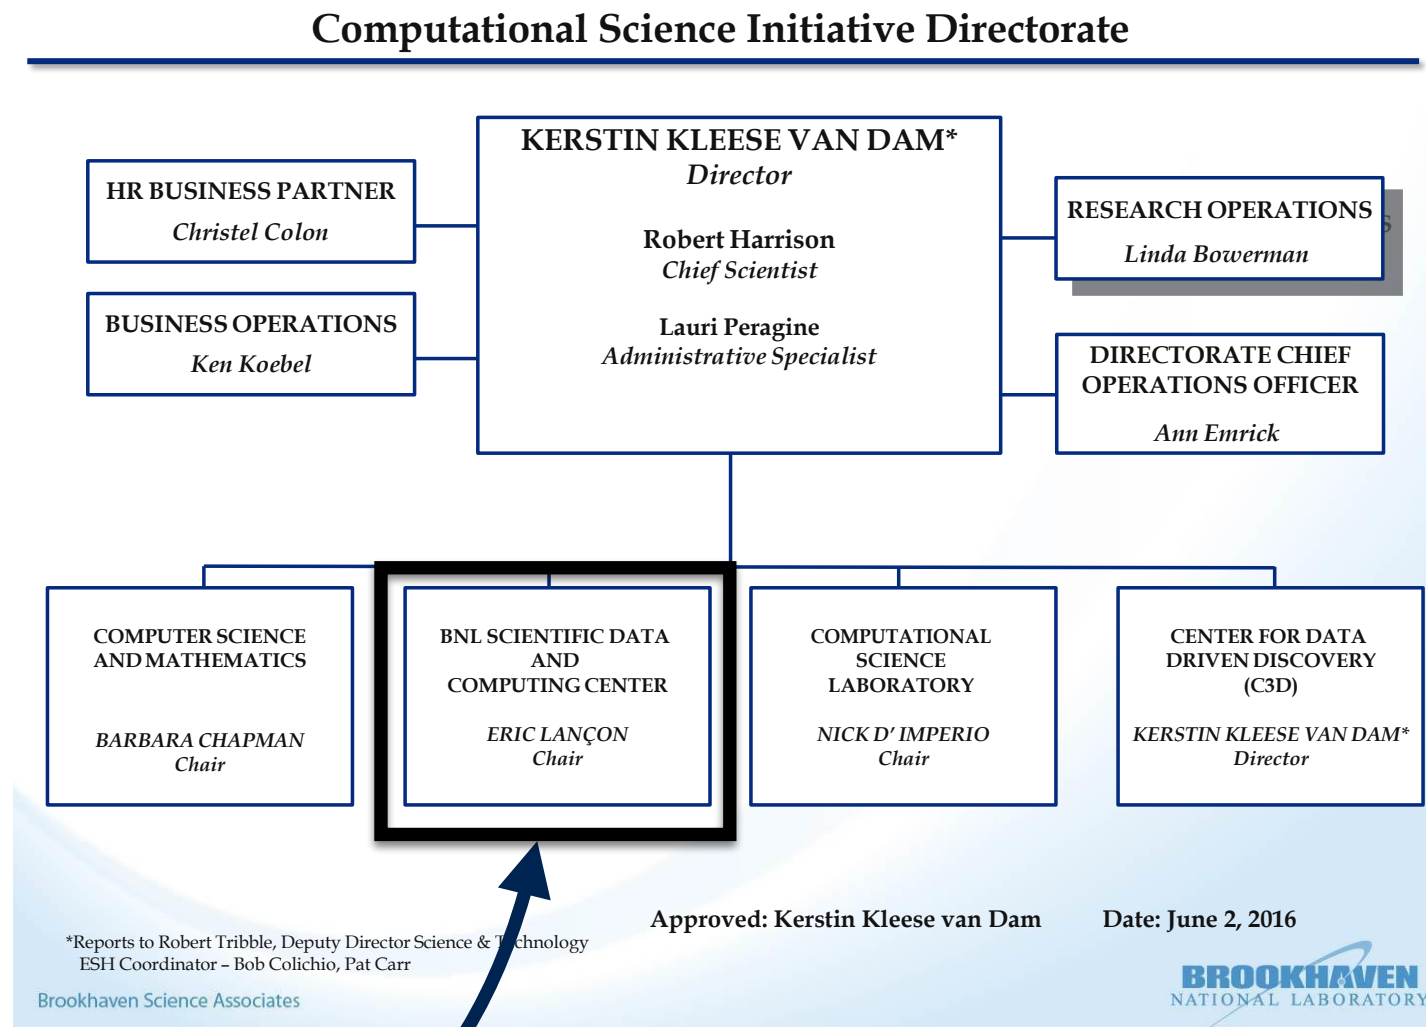 Computational Science Initiative Directorate
KERSTIN KLEESE VAN DAM*
Director
Robert Harrison
Chief Scientist
Lauri Peragine
Administrative Specialist
HR BUSINESS PARTNER
Christel Colon
BUSINESS OPERATIONS
Ken Koebel
RESEARCH OPERATIONS
Linda Bowerman
DIRECTORATE CHIEF
OPERATIONS OFFICER
Ann Emrick
COMPUTER SCIENCE
AND MATHEMATICS
BARBARA CHAPMAN
Chair
BNL SCIENTIFIC DATA
AND
COMPUTING CENTER
ERIC LANÇON
Chair
COMPUTATIONAL
SCIENCE
LABORATORY
NICK D' IMPERIO
Chair
CENTER FOR DATA
DRIVEN DISCOVERY
(C3D)
KERSTIN KLEESE VAN DAM*
Director
Approved: Kerstin Kleese van Dam Date: June 2, 2016
*Reports to Robert Tribble, Deputy Director Science & Technology
ESH Coordinator – Bob Colichio, Pat Carr
Brookhaven Science Associates
BROOKHAVEN
NATIONAL LABORATORY